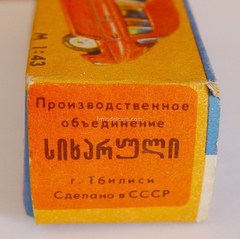 М 1:43
Производственное
объединение
სიხარული
г. Тбилиси
Сделано в СССР